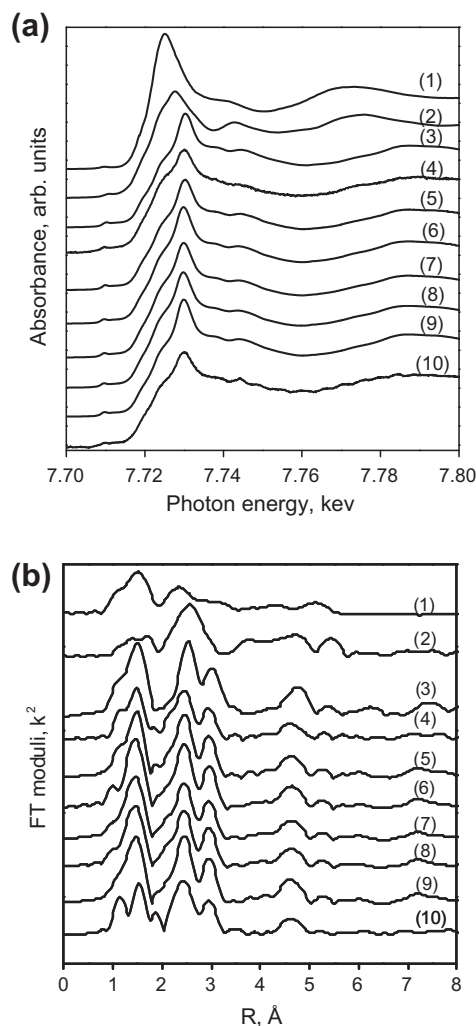 (a)
Absorbance, arb. units
(1)
(2)
(3)
(4)
(5)
(6)
(7)
(8)
(9)
(10)
7.70 7.72 7.74 7.76 7.78 7.80
Photon energy, kev
(b)
FT moduli, k²
(1)
(2)
(3)
(4)
(5)
(6)
(7)
(8)
(9)
(10)
0 1 2 3 4 5 6 7 8
R, Å